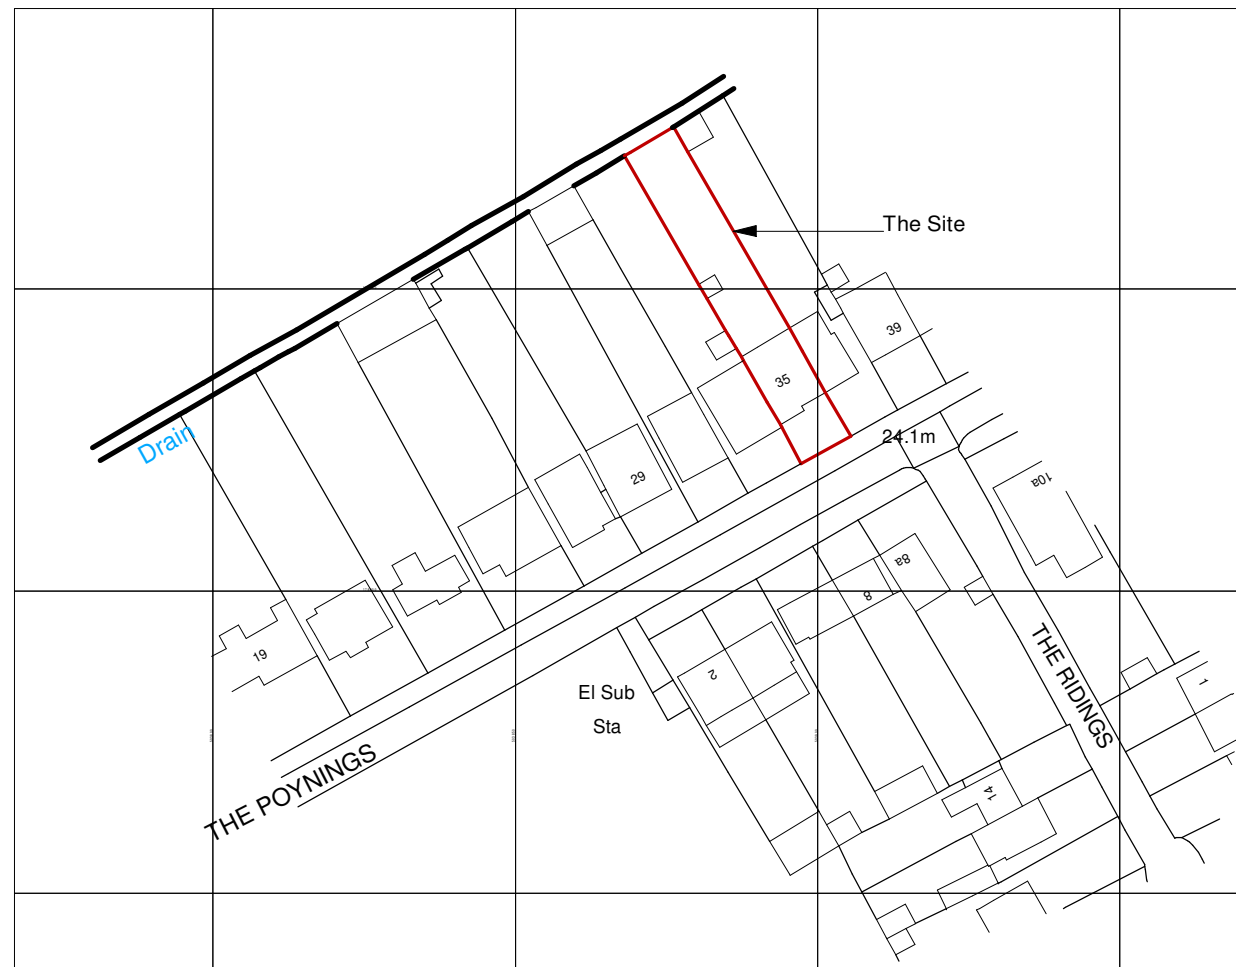 The Site
39
35
24.1m
Drain
29
10a
8a
8
19
2
El Sub
Sta
THE RIDINGS
1
THE POYNINGS
14